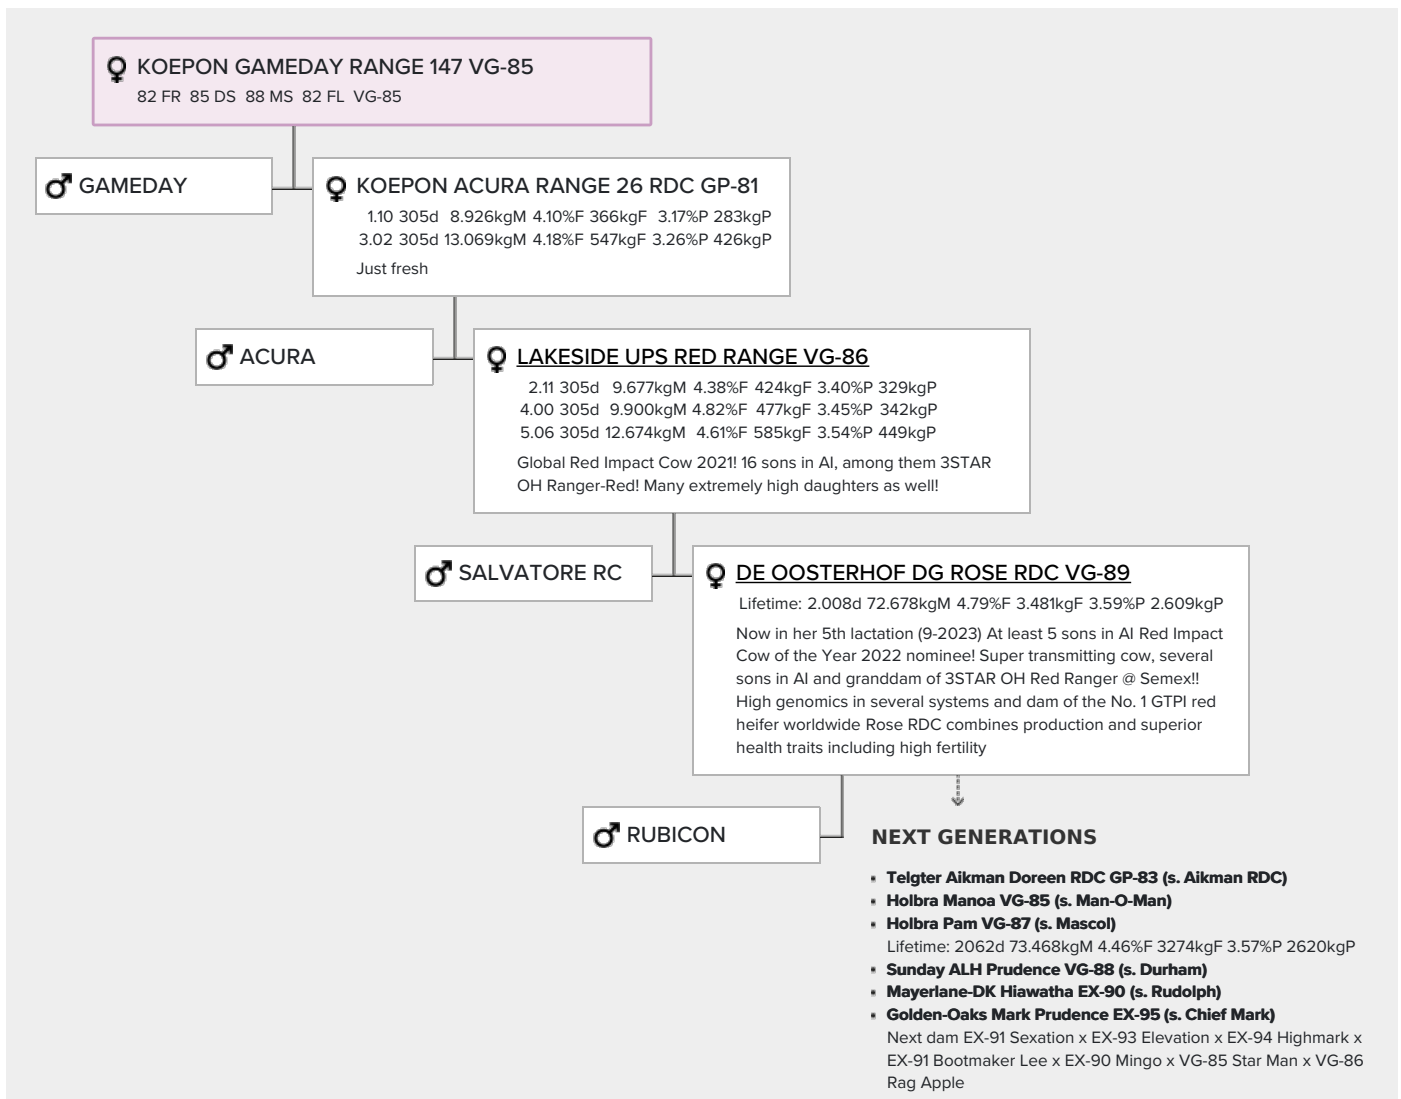 KOEPON GAMEDAY RANGE 147 VG-85
82 FR 85 DS 88 MS 82 FL VG-85
GAMEDAY
KOEPON ACURA RANGE 26 RDC GP-81
1.10 305d 8.926kgM 4.10%F 366kgF 3.17%P 283kgP
3.02 305d 13.069kgM 4.18%F 547kgF 3.26%P 426kgP
Just fresh
ACURA
LAKESIDE UPS RED RANGE VG-86
2.11 305d 9.677kgM 4.38%F 424kgF 3.40%P 329kgP
4.00 305d 9.900kgM 4.82%F 477kgF 3.45%P 342kgP
5.06 305d 12.674kgM 4.61%F 585kgF 3.54%P 449kgP
Global Red Impact Cow 2021! 16 sons in AI, among them 3STAR
OH Ranger-Red! Many extremely high daughters as well!
SALVATORE RC
DE OOSTERHOF DG ROSE RDC VG-89
Lifetime: 2.008d 72.678kgM 4.79%F 3.481kgF 3.59%P 2.609kgP
Now in her 5th lactation (9-2023) At least 5 sons in AI Red Impact
Cow of the Year 2022 nominee! Super transmitting cow, several
sons in AI and granddam of 3STAR OH Red Ranger @ Semex!!
High genomics in several systems and dam of the No. 1 GTPI red
heifer worldwide Rose RDC combines production and superior
health traits including high fertility
RUBICON
NEXT GENERATIONS
Telgter Aikman Doreen RDC GP-83 (s. Aikman RDC)
Holbra Manoa VG-85 (s. Man-O-Man)
Holbra Pam VG-87 (s. Mascol)
Lifetime: 2062d 73.468kgM 4.46%F 3274kgF 3.57%P 2620kgP
Sunday ALH Prudence VG-88 (s. Durham)
Mayerlane-DK Hiawatha EX-90 (s. Rudolph)
Golden-Oaks Mark Prudence EX-95 (s. Chief Mark)
Next dam EX-91 Sexation x EX-93 Elevation x EX-94 Highmark x
EX-91 Bootmaker Lee x EX-90 Mingo x VG-85 Star Man x VG-86
Rag Apple